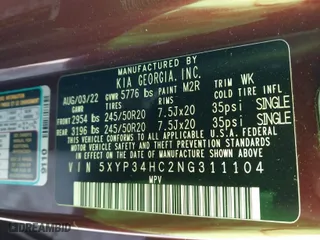 MANUFACTURED BY
KIA GEORGIA, INC.
AUG/03/22 GVWR 5776 lbs PAINT M2R TRIM WK
GAWR TIRES RIMS COLD TIRE INFL
FRONT 2954 lbs 245/50R20 7.5Jx20 35psi SINGLE
REAR 3196 lbs 245/50R20 7.5Jx20 35psi SINGLE
THIS VEHICLE CONFORMS TO ALL APPLICABLE U.S. FEDERAL
MOTOR VEHICLE SAFETY AND THEFT PREVENTION STANDARDS
IN EFFECT ON THE DATE OF MANUFACTURE SHOWN ABOVE.
VIN 5XYP34HC2NG311104
MPV
9110
DREAMBID